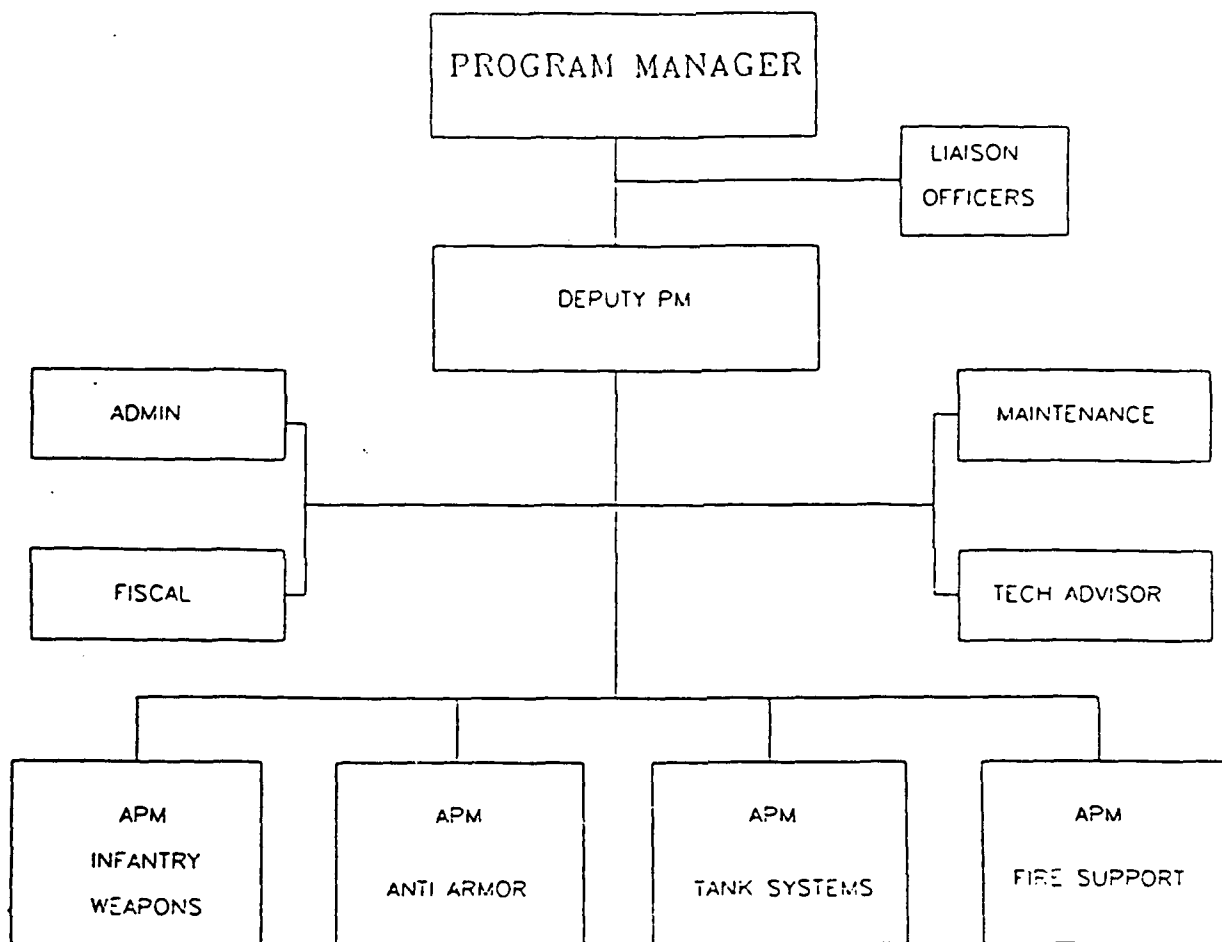 PROGRAM MANAGER
LIAISON
OFFICERS
DEPUTY PM
ADMIN
MAINTENANCE
FISCAL
TECH ADVISOR
APM
INFANTRY
WEAPONS
APM
ANTI ARMOR
APM
TANK SYSTEMS
APM
FIRE SUPPORT